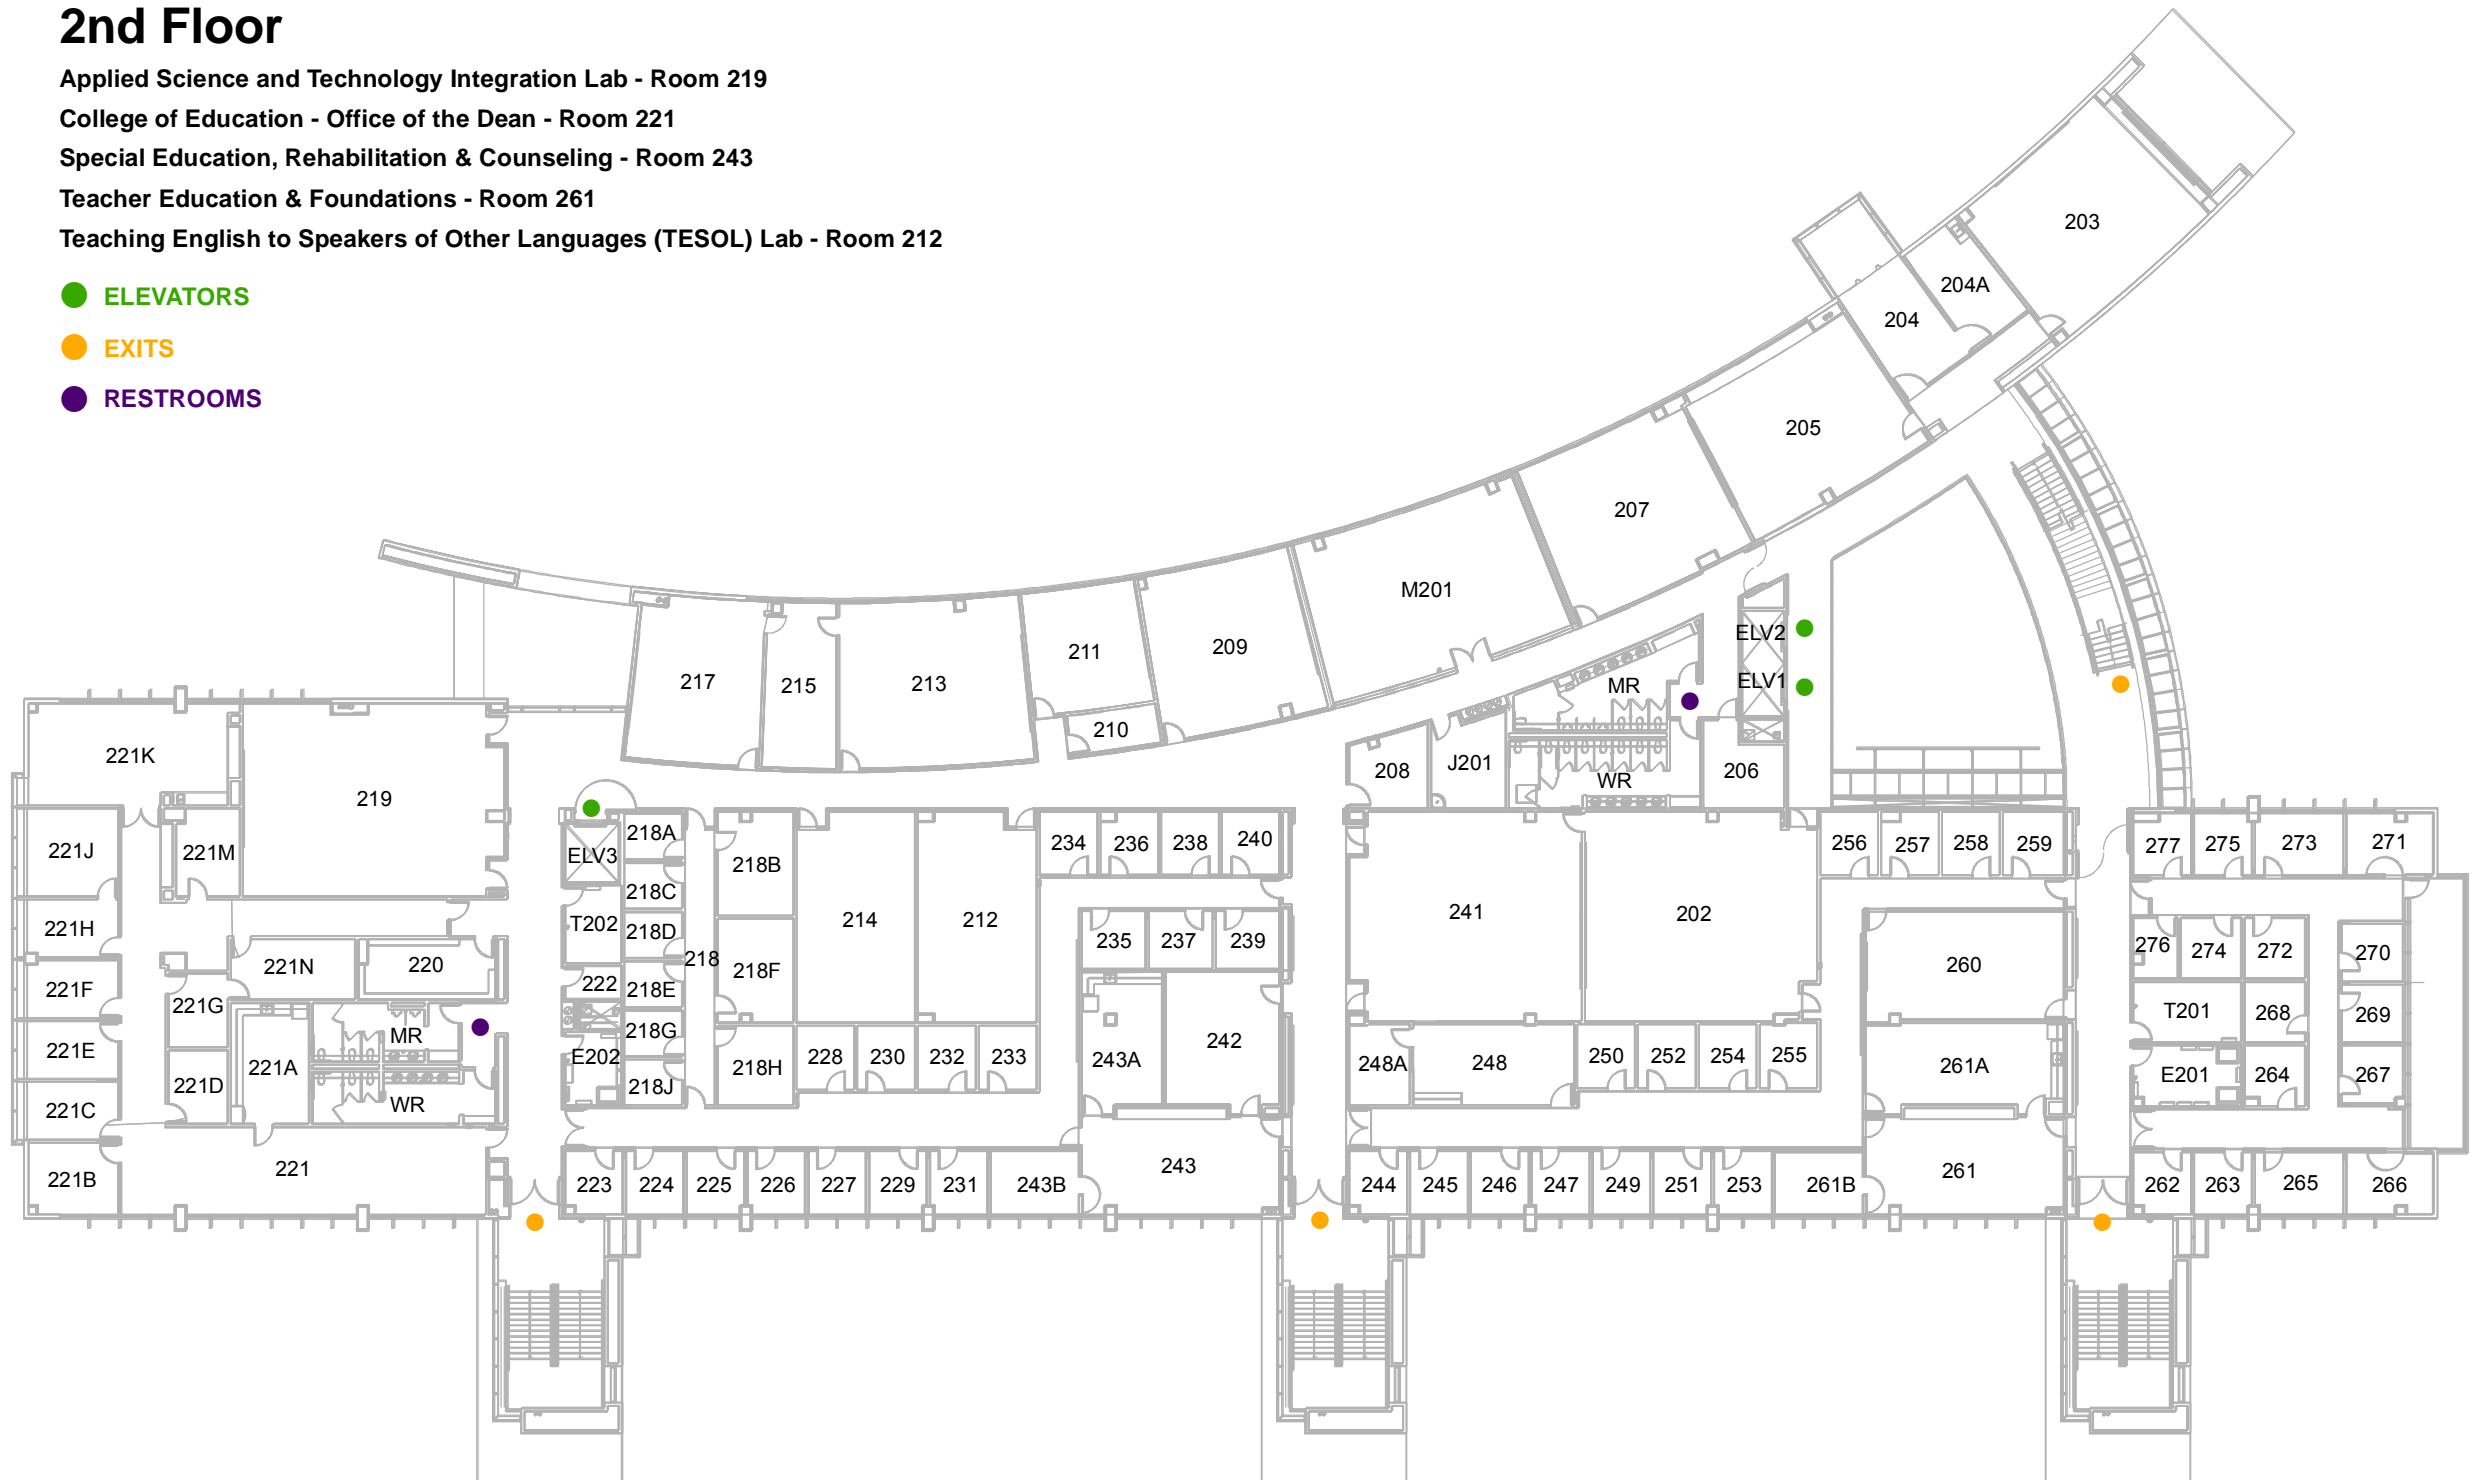 2nd Floor
Applied Science and Technology Integration Lab - Room 219
College of Education - Office of the Dean - Room 221
Special Education, Rehabilitation & Counseling - Room 243
Teacher Education & Foundations - Room 261
Teaching English to Speakers of Other Languages (TESOL) Lab - Room 212
ELEVATORS
EXITS
RESTROOMS
203
204A
204
205
207
M201
209
211
210
213
215
217
ELV2
ELV1
MR
WR
J201
208
206
221K
219
221J
221M
221H
221N
220
221F
221G
221E
221A
MR
WR
221D
221C
221B
221
ELV3
T202
222
E202
218A
218C
218D
218E
218G
218J
218
218B
218F
218H
214
212
228
230
232
233
234
236
238
240
235
237
239
243A
242
243
223
224
225
226
227
229
231
243B
241
202
248A
248
250
252
254
255
256
257
258
259
260
261A
261
244
245
246
247
249
251
253
261B
277
275
273
271
276
274
272
270
T201
268
269
E201
264
267
262
263
265
266